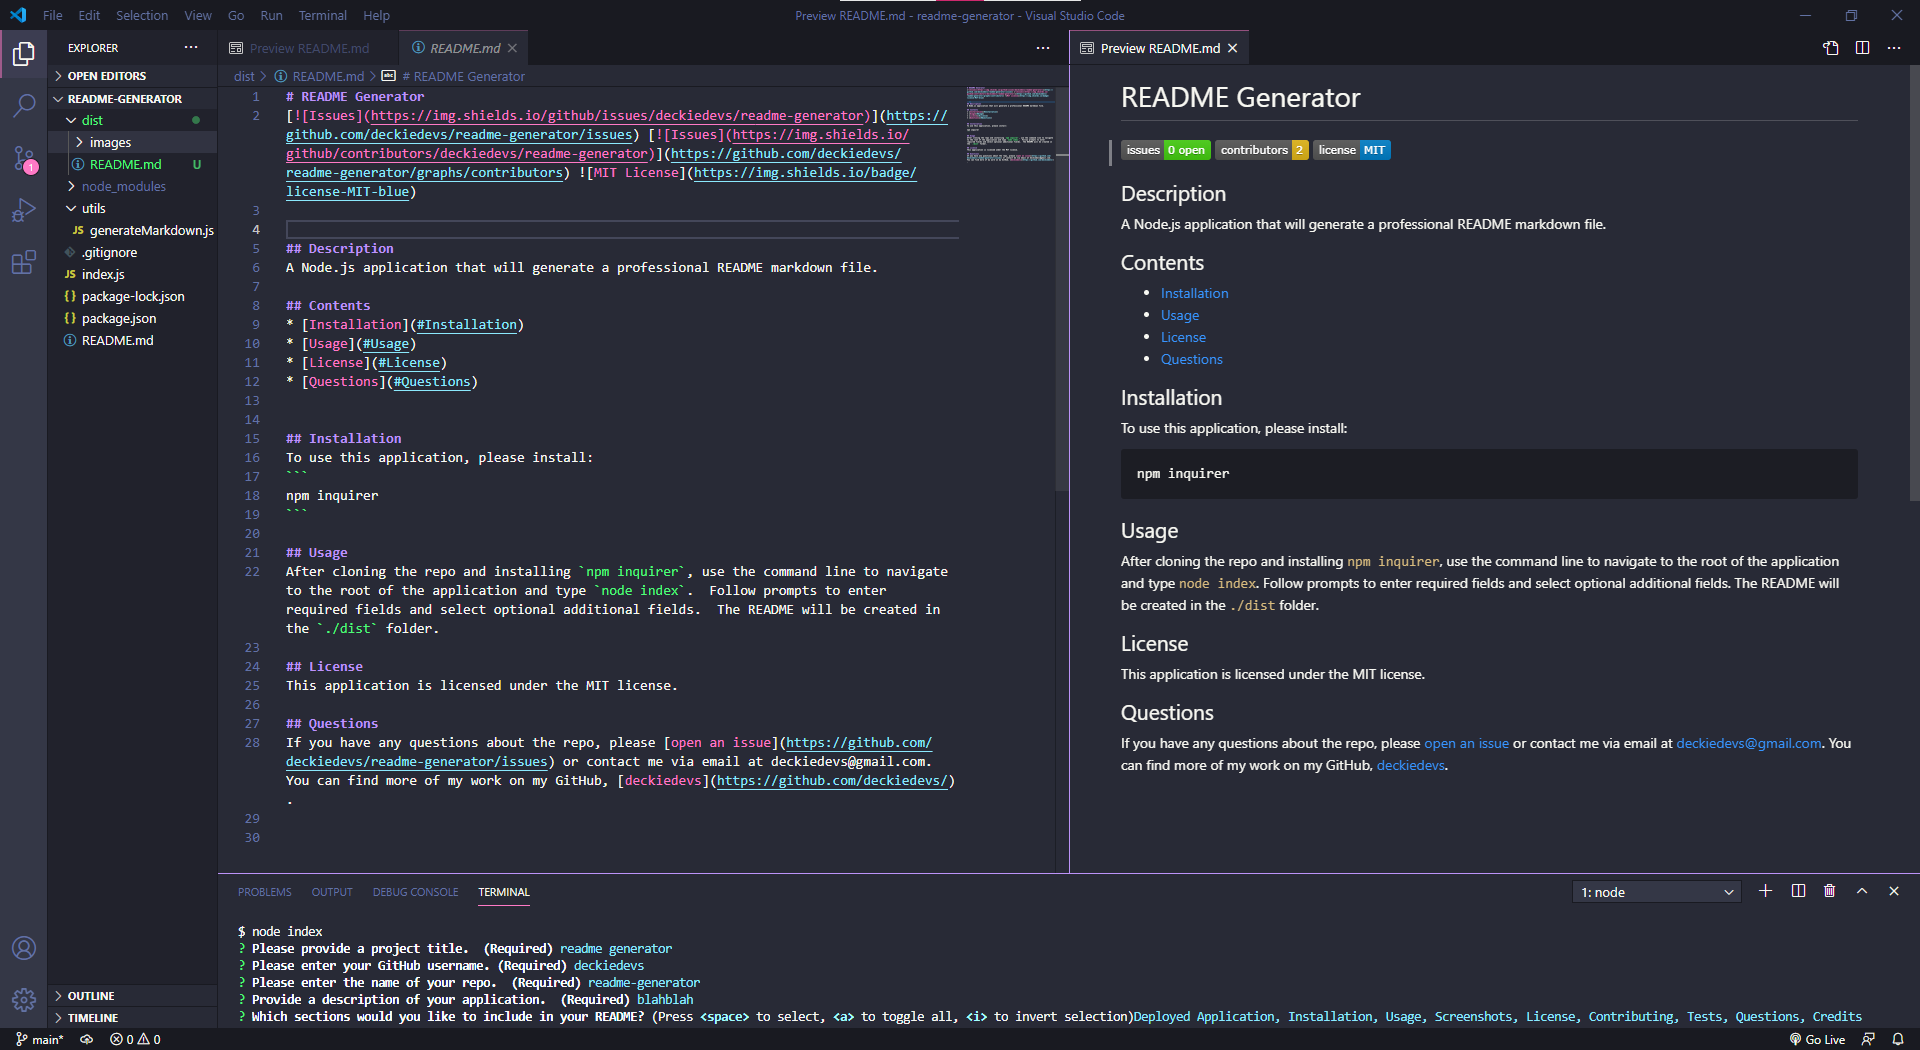 File Edit Selection View Go Run Terminal Help
Preview README.md - readme-generator - Visual Studio Code
EXPLORER
OPEN EDITORS
README-GENERATOR
dist
images
README.md U
node_modules
utils
JS generateMarkdown.js
.gitignore
JS index.js
{} package-lock.json
{} package.json
README.md
OUTLINE
TIMELINE
1
Preview README.md
README.md
dist > README.md > # README Generator
1 # README Generator
2 [![Issues](https://img.shields.io/github/issues/deckiedevs/readme-generator)](https://
github.com/deckiedevs/readme-generator/issues) [![Issues](https://img.shields.io/
github/contributors/deckiedevs/readme-generator)](https://github.com/deckiedevs/
readme-generator/graphs/contributors) ![MIT License](https://img.shields.io/badge/
license-MIT-blue)
3
4
5 ## Description
6 A Node.js application that will generate a professional README markdown file.
7
8 ## Contents
9 * [Installation](#Installation)
10 * [Usage](#Usage)
11 * [License](#License)
12 * [Questions](#Questions)
13
14
15 ## Installation
16 To use this application, please install:
17 ```
18 npm inquirer
19 ```
20
21 ## Usage
22 After cloning the repo and installing `npm inquirer`, use the command line to navigate
to the root of the application and type `node index`.  Follow prompts to enter
required fields and select optional additional fields.  The README will be created in
the `./dist` folder.
23
24 ## License
25 This application is licensed under the MIT license.
26
27 ## Questions
28 If you have any questions about the repo, please [open an issue](https://github.com/
deckiedevs/readme-generator/issues) or contact me via email at deckiedevs@gmail.com.
You can find more of my work on my GitHub, [deckiedevs](https://github.com/deckiedevs/)
.
29
30
Preview README.md
README Generator
issues 0 open contributors 2 license MIT
Description
A Node.js application that will generate a professional README markdown file.
Contents
• Installation
• Usage
• License
• Questions
Installation
To use this application, please install:
npm inquirer
Usage
After cloning the repo and installing npm inquirer, use the command line to navigate to the root of the application
and type node index. Follow prompts to enter required fields and select optional additional fields. The README will
be created in the ./dist folder.
License
This application is licensed under the MIT license.
Questions
If you have any questions about the repo, please open an issue or contact me via email at deckiedevs@gmail.com. You
can find more of my work on my GitHub, deckiedevs.
PROBLEMS OUTPUT DEBUG CONSOLE TERMINAL
1: node
$ node index
? Please provide a project title.  (Required) readme generator
? Please enter your GitHub username. (Required) deckiedevs
? Please enter the name of your repo.  (Required) readme-generator
? Provide a description of your application.  (Required) blahblah
? Which sections would you like to include in your README? (Press <space> to select, <a> to toggle all, <i> to invert selection)Deployed Application, Installation, Usage, Screenshots, License, Contributing, Tests, Questions, Credits
main* 0 0
Go Live